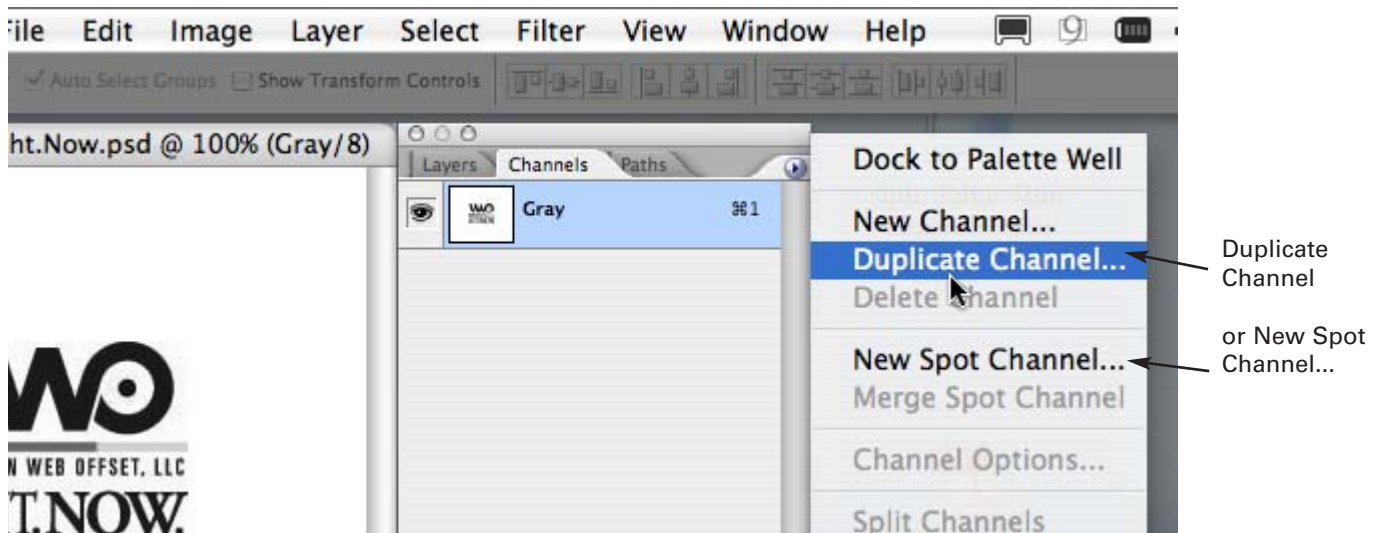 File Edit Image Layer Select Filter View Window Help
Auto Select Groups Show Transform Controls
ht.Now.psd @ 100% (Gray/8)
Layers Channels Paths
Gray ⌘1
Dock to Palette Well
New Channel...
Duplicate Channel...
Delete Channel
New Spot Channel...
Merge Spot Channel
Channel Options...
Split Channels
Duplicate
Channel
or New Spot
Channel...
WO
N WEB OFFSET, LLC
T.NOW.